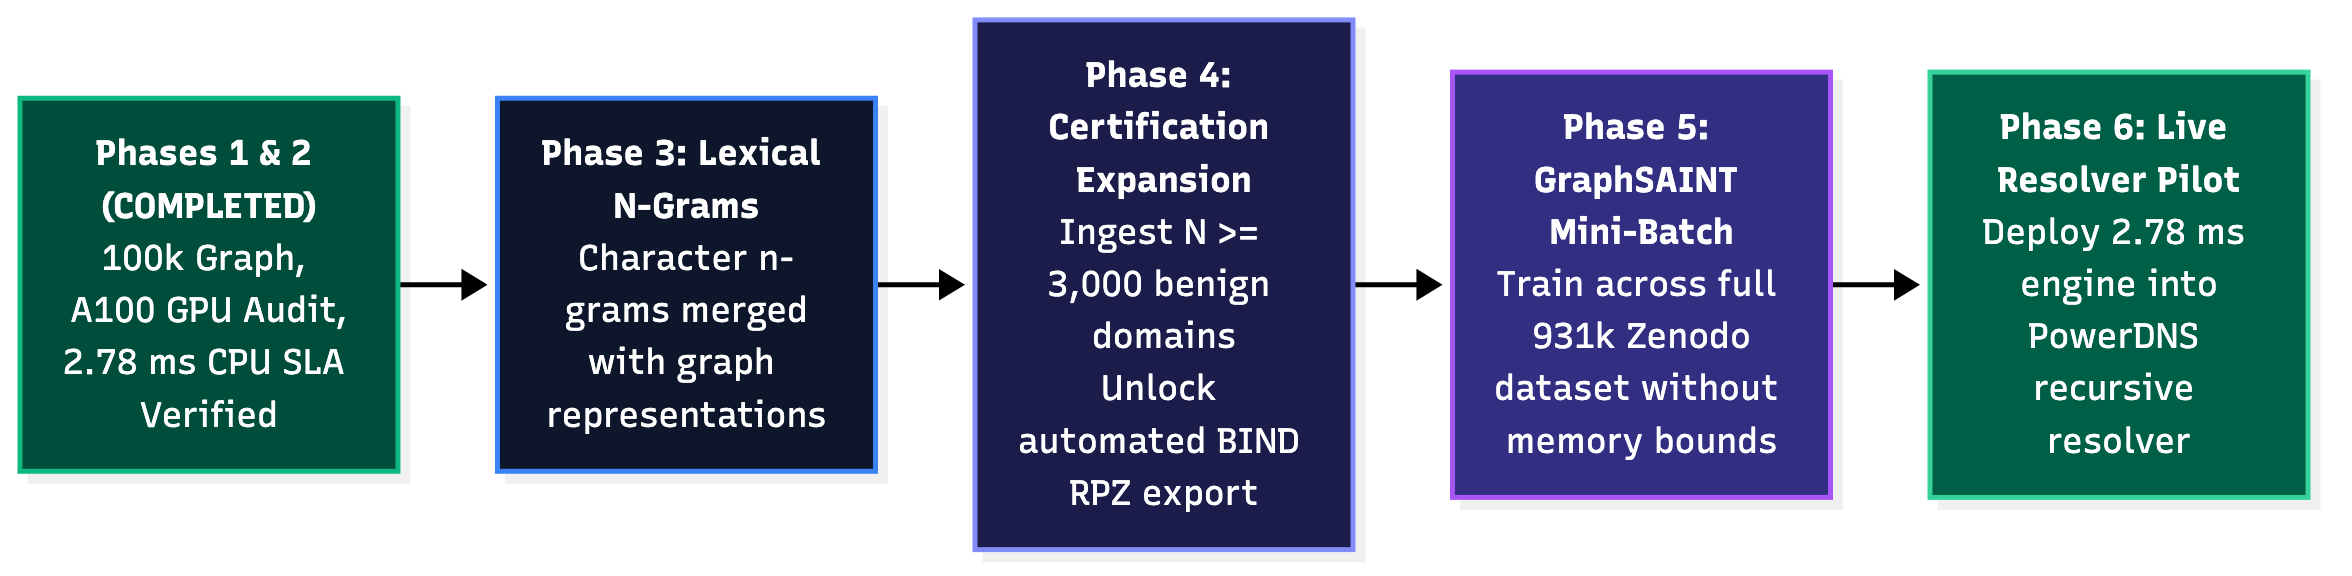 Phases 1 & 2
(COMPLETED)
100k Graph,
A100 GPU Audit,
2.78 ms CPU SLA
Verified
Phase 3: Lexical
N-Grams
Character n-
grams merged
with graph
representations
Phase 4:
Certification
Expansion
Ingest N >=
3,000 benign
domains
Unlock
automated BIND
RPZ export
Phase 5:
GraphSAINT
Mini-Batch
Train across full
931k Zenodo
dataset without
memory bounds
Phase 6: Live
Resolver Pilot
Deploy 2.78 ms
engine into
PowerDNS
recursive
resolver